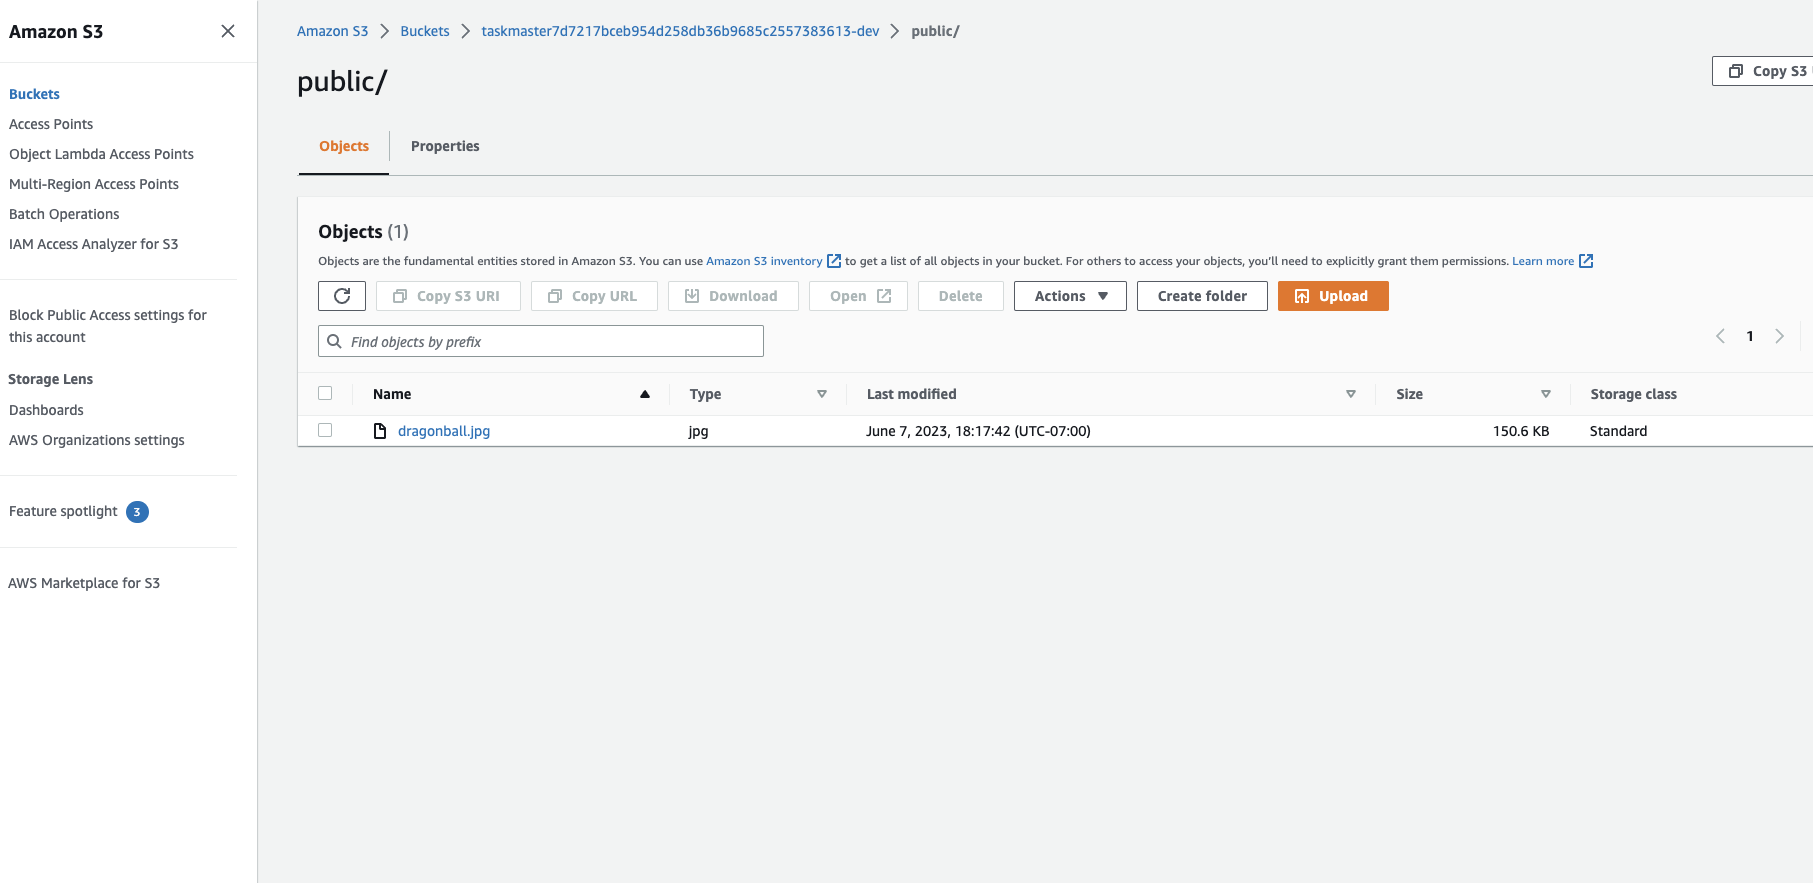 Amazon S3
Buckets
Access Points
Object Lambda Access Points
Multi-Region Access Points
Batch Operations
IAM Access Analyzer for S3
Block Public Access settings for
this account
Storage Lens
Dashboards
AWS Organizations settings
Feature spotlight 3
AWS Marketplace for S3
Amazon S3 Buckets taskmaster7d7217bceb954d258db36b9685c2557383613-dev public/
public/
Copy S3
Objects Properties
Objects (1)
Objects are the fundamental entities stored in Amazon S3. You can use Amazon S3 inventory to get a list of all objects in your bucket. For others to access your objects, you'll need to explicitly grant them permissions. Learn more
Copy S3 URI Copy URL Download Open Delete Actions Create folder Upload
Find objects by prefix
1
Name Type Last modified Size Storage class
dragonball.jpg jpg June 7, 2023, 18:17:42 (UTC-07:00) 150.6 KB Standard